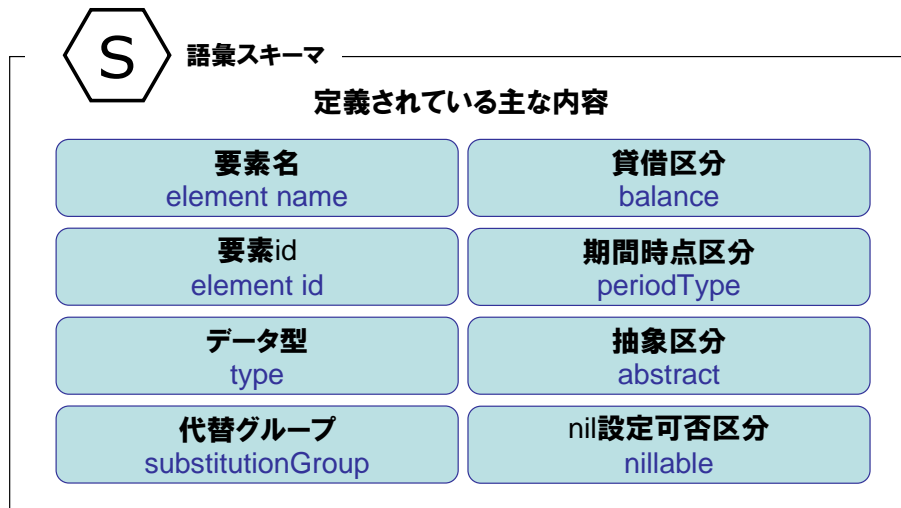 S
語彙スキーマ
定義されている主な内容
要素名
element name
貸借区分
balance
要素id
element id
期間時点区分
periodType
データ型
type
抽象区分
abstract
代替グループ
substitutionGroup
nil設定可否区分
nillable